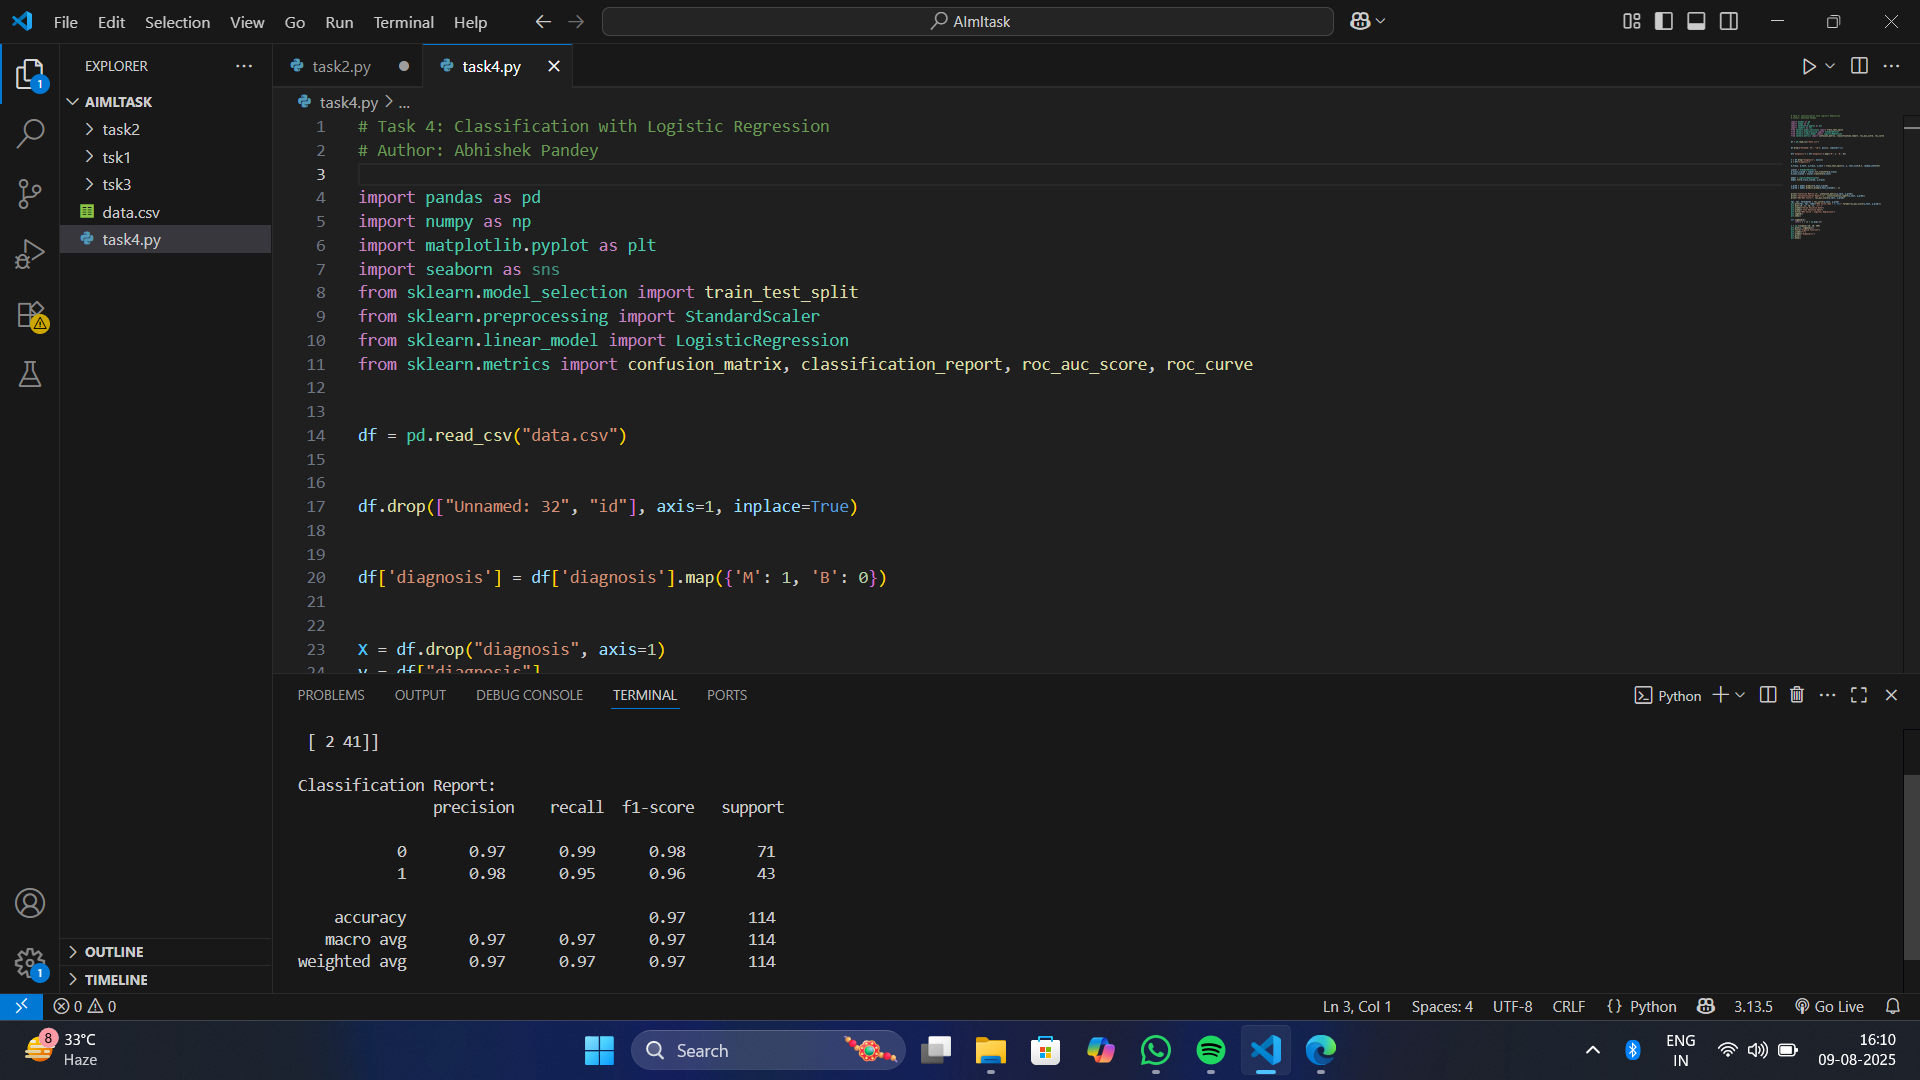 File Edit Selection View Go Run Terminal Help
AImltask
EXPLORER
AIMLTASK
task2
tsk1
tsk3
data.csv
task4.py
OUTLINE
TIMELINE
task2.py
task4.py
task4.py > ...
1 # Task 4: Classification with Logistic Regression
2 # Author: Abhishek Pandey
3
4 import pandas as pd
5 import numpy as np
6 import matplotlib.pyplot as plt
7 import seaborn as sns
8 from sklearn.model_selection import train_test_split
9 from sklearn.preprocessing import StandardScaler
10 from sklearn.linear_model import LogisticRegression
11 from sklearn.metrics import confusion_matrix, classification_report, roc_auc_score, roc_curve
12
13
14 df = pd.read_csv("data.csv")
15
16
17 df.drop(["Unnamed: 32", "id"], axis=1, inplace=True)
18
19
20 df['diagnosis'] = df['diagnosis'].map({'M': 1, 'B': 0})
21
22
23 X = df.drop("diagnosis", axis=1)
24 y = df["diagnosis"]
PROBLEMS OUTPUT DEBUG CONSOLE TERMINAL PORTS
Python
[ 2 41]]
Classification Report:
precision recall f1-score support
0 0.97 0.99 0.98 71
1 0.98 0.95 0.96 43
accuracy 0.97 114
macro avg 0.97 0.97 0.97 114
weighted avg 0.97 0.97 0.97 114
0 0 Ln 3, Col 1 Spaces: 4 UTF-8 CRLF {} Python 3.13.5 Go Live
8
33°C
Haze
Search
ENG
IN
16:10
09-08-2025